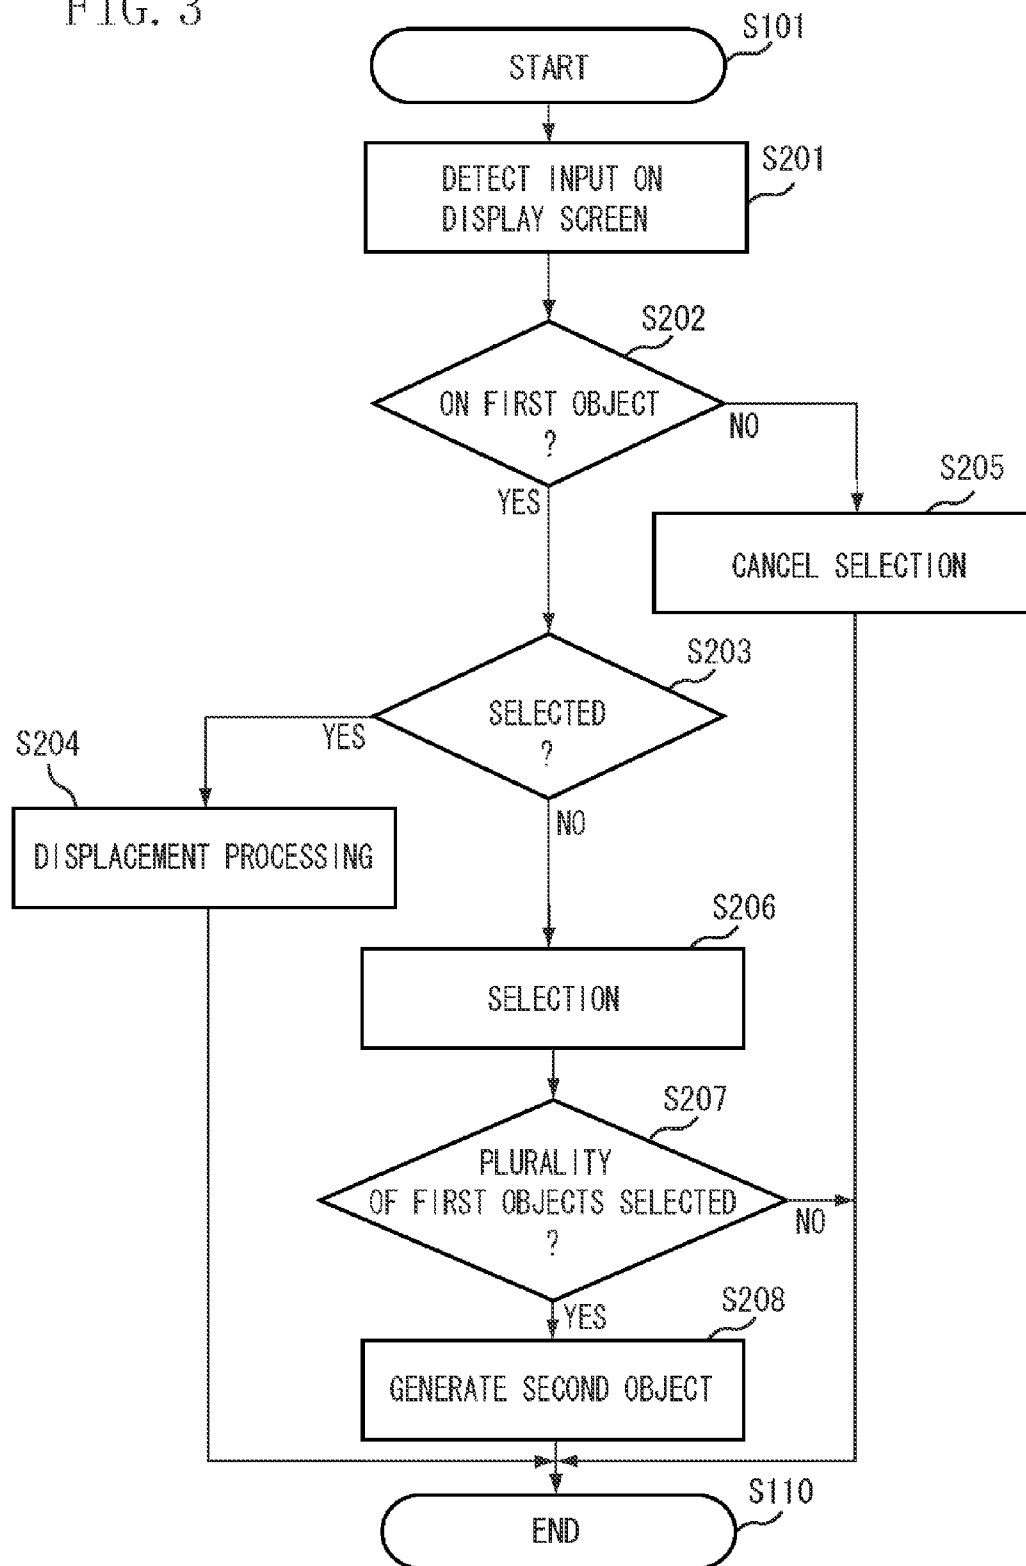 FIG. 3
S101
START
S201
DETECT INPUT ON
DISPLAY SCREEN
S202
ON FIRST OBJECT
?
NO
YES
S205
CANCEL SELECTION
S203
SELECTED
?
YES
NO
S204
DISPLACEMENT PROCESSING
S206
SELECTION
S207
PLURALITY
OF FIRST OBJECTS SELECTED
?
NO
YES
S208
GENERATE SECOND OBJECT
S110
END